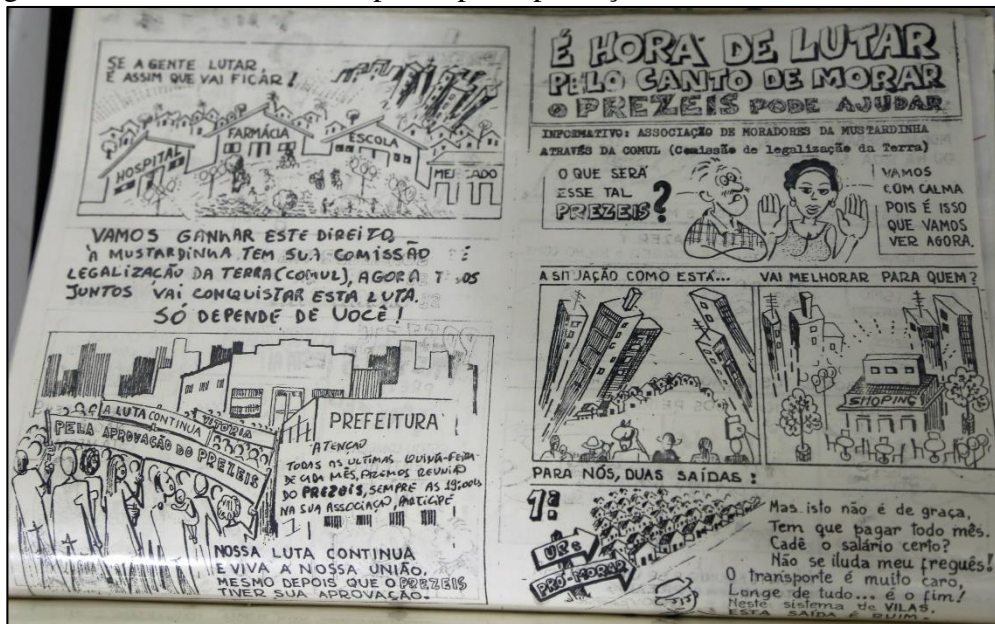 SE A GENTE LUTAR
É ASSIM QUE VAI FICAR!
HOSPITAL
FARMÁCIA
ESCOLA
VAMOS GANHAR ESTE DIREITO,
A MUSTARDINHA TEM SUA COMISSÃO
LEGALIZAÇÃO DA TERRA (COMUL), AGORA
JUNTOS VAI CONQUISTAR ESTA LUTA.
SÓ DEPENDE DE VOCÊ!
A LUTA CONTINUA
VITORIA
PELA APROVAÇÃO DO PREZEIS
PREFEITURA
ATENÇÃO
TODAS AS ULTIMAS QUINTA-FEIRA
DE CADA MÊS, FAZEMOS REUNIÃO
DO PREZEIS, SEMPRE AS 19:00hs
NA SUA ASSOCIAÇÃO, PARTICIPE
NOSSA LUTA CONTINUA
E VIVA A NOSSA UNIÃO,
MESMO DEPOIS QUE O PREZEIS
TIVER SUA APROVAÇÃO.
É HORA DE LUTAR
PELO CANTO DE MORAR
O PREZEIS PODE AJUDAR
INFORMATIVO: ASSOCIAÇÃO DE MORADORES DA MUSTARDINHA
ATRAVÉS DA COMUL (Comissão de legalização da Terra)
O QUE SERÁ
ESSE TAL
PREZEIS?
VAMOS
COM CALMA
POIS É ISSO
QUE VAMOS
VER AGORA.
A SITUAÇÃO COMO ESTÁ...
VAI MELHORAR PARA QUEM?
SHOPING
PARA NÓS, DUAS SAÍDAS:
1ª
UPs
PRO-MORAR
Mas isto não é de graça,
Tem que pagar todo mês.
Cadê o salário certo?
Não se iluda meu freguês!
O transporte é muito caro,
Longe de tudo... é o fim!
Neste sistema de VILAS.
ESTA SAÍDA É RUIM.